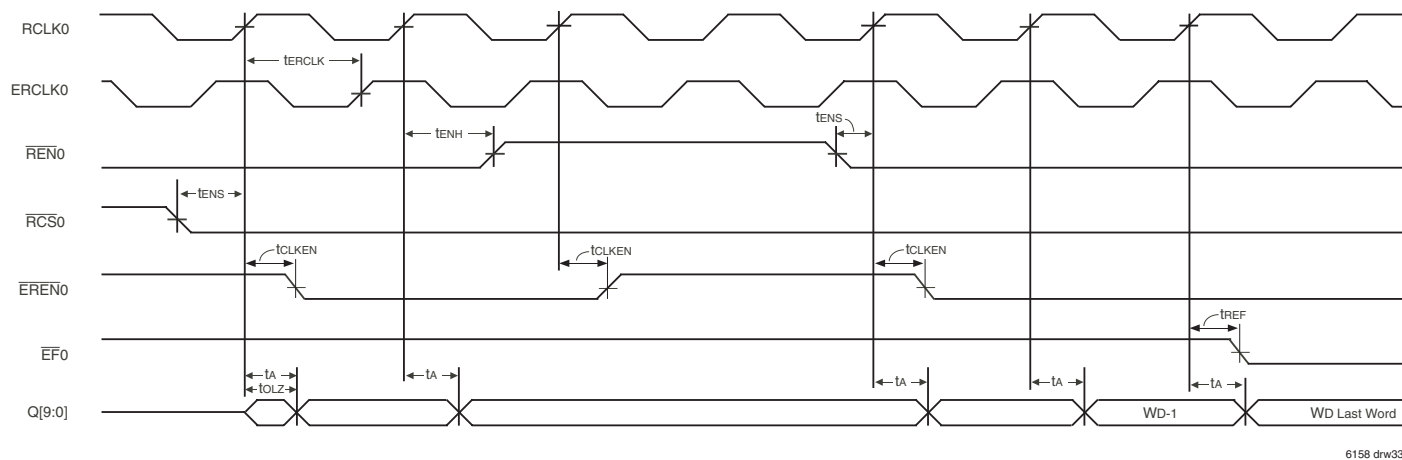 RCLK0
tERCLK
ERCLK0
tENH
tENS
REN0
tENS
RCS0
tCLKEN
tCLKEN
tCLKEN
EREN0
tREF
EF0
tA
tOLZ
tA
tA
tA
tA
Q[9:0]
WD-1
WD Last Word
6158 drw33